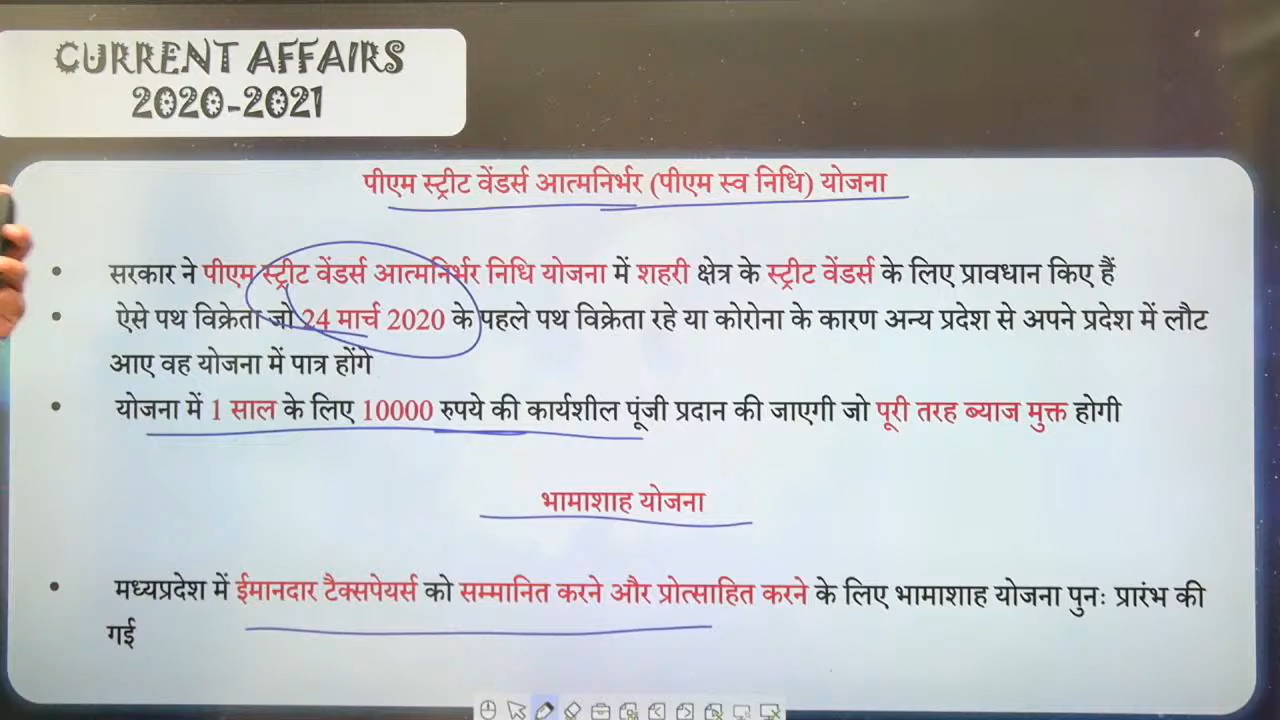 CURRENT AFFAIRS
2020-2021
पीएम स्ट्रीट वेंडर्स आत्मनिर्भर (पीएम स्व निधि) योजना
• सरकार ने पीएम स्ट्रीट वेंडर्स आत्मनिर्भर निधि योजना में शहरी क्षेत्र के स्ट्रीट वेंडर्स के लिए प्रावधान किए हैं
• ऐसे पथ विक्रेता जो 24 मार्च 2020 के पहले पथ विक्रेता रहे या कोरोना के कारण अन्य प्रदेश से अपने प्रदेश में लौट
आए वह योजना में पात्र होंगे
• योजना में 1 साल के लिए 10000 रुपये की कार्यशील पूंजी प्रदान की जाएगी जो पूरी तरह ब्याज मुक्त होगी
भामाशाह योजना
• मध्यप्रदेश में ईमानदार टैक्सपेयर्स को सम्मानित करने और प्रोत्साहित करने के लिए भामाशाह योजना पुनः प्रारंभ की
गई